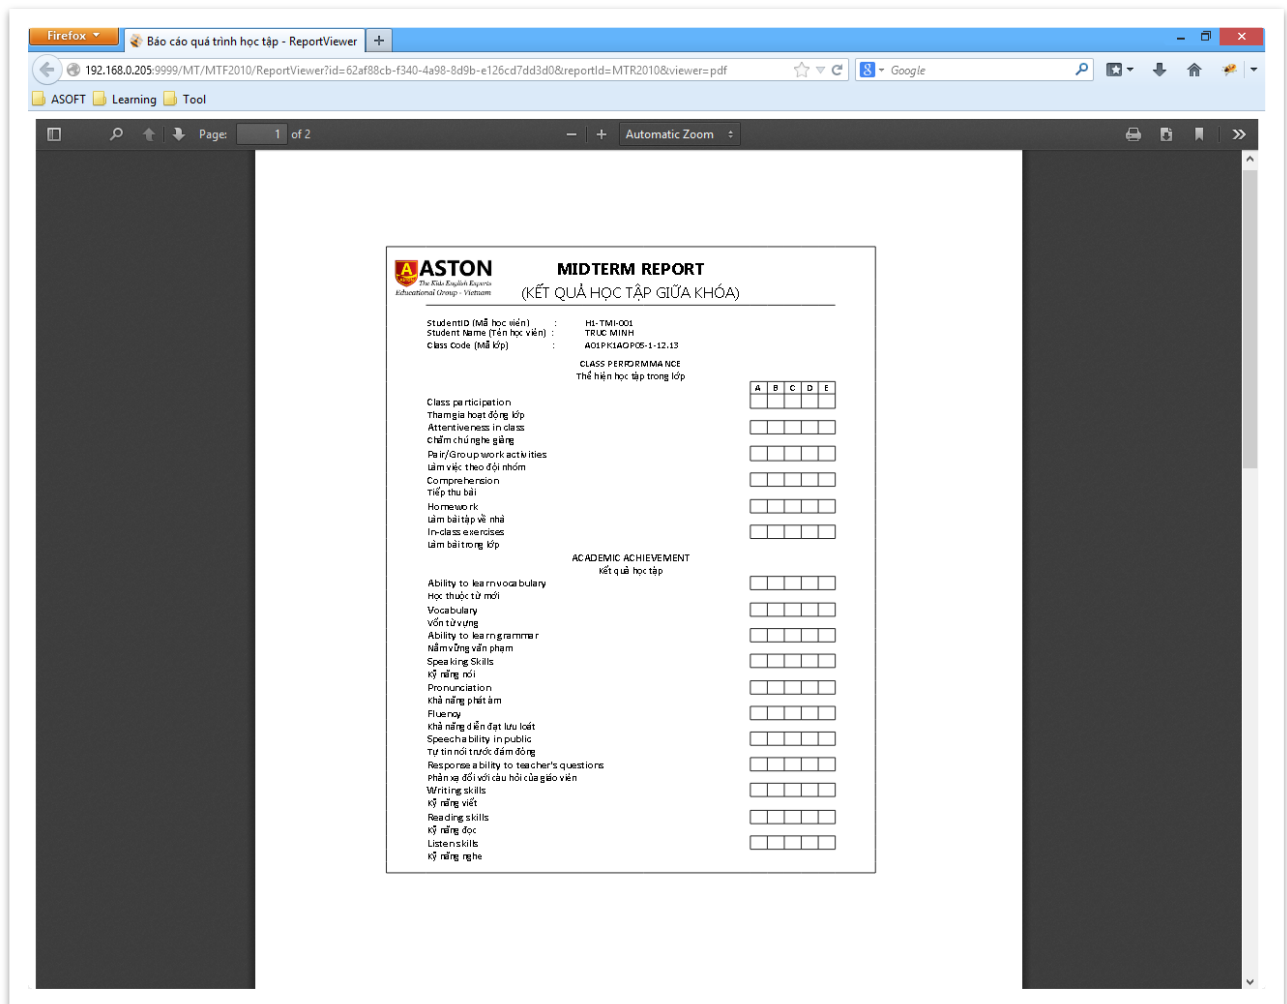 Firefox
Báo cáo quá trình học tập - ReportViewer
192.168.0.205:9999/MT/MTF2010/ReportViewer?id=62af88cb-f340-4a98-8d9b-e126cd7dd3d0&reportId=MTR2010&viewer=pdf
8 Google
ASOFT Learning Tool
Page: 1 of 2
Automatic Zoom
A ASTON
The Kids English Experts
Educational Group - Vietnam
MIDTERM REPORT
(KẾT QUẢ HỌC TẬP GIỮA KHÓA)
StudentID (Mã học viên) : H1-TMI-001
Student Name (Tên học viên) : TRUC MINH
Class Code (Mã lớp) : A01PK1AOP05-1-12.13
CLASS PERFORMMANCE
Thể hiện học tập trong lớp
A B C D E
Class participation
Tham gia hoạt động lớp
Attentiveness in class
Chăm chú nghe giảng
Pair/Group work activities
Làm việc theo đội nhóm
Comprehension
Tiếp thu bài
Homework
Làm bài tập về nhà
In-class exercises
Làm bài trong lớp
ACADEMIC ACHIEVEMENT
Kết quả học tập
Ability to learn vocabulary
Học thuộc từ mới
Vocabulary
Vốn từ vựng
Ability to learn grammar
Nắm vững văn phạm
Speaking Skills
Kỹ năng nói
Pronunciation
Khả năng phát âm
Fluency
Khả năng diễn đạt lưu loát
Speech ability in public
Tự tin nói trước đám đông
Response ability to teacher's questions
Phản xạ đối với câu hỏi của giáo viên
Writing skills
Kỹ năng viết
Reading skills
Kỹ năng đọc
Listen skills
Kỹ năng nghe